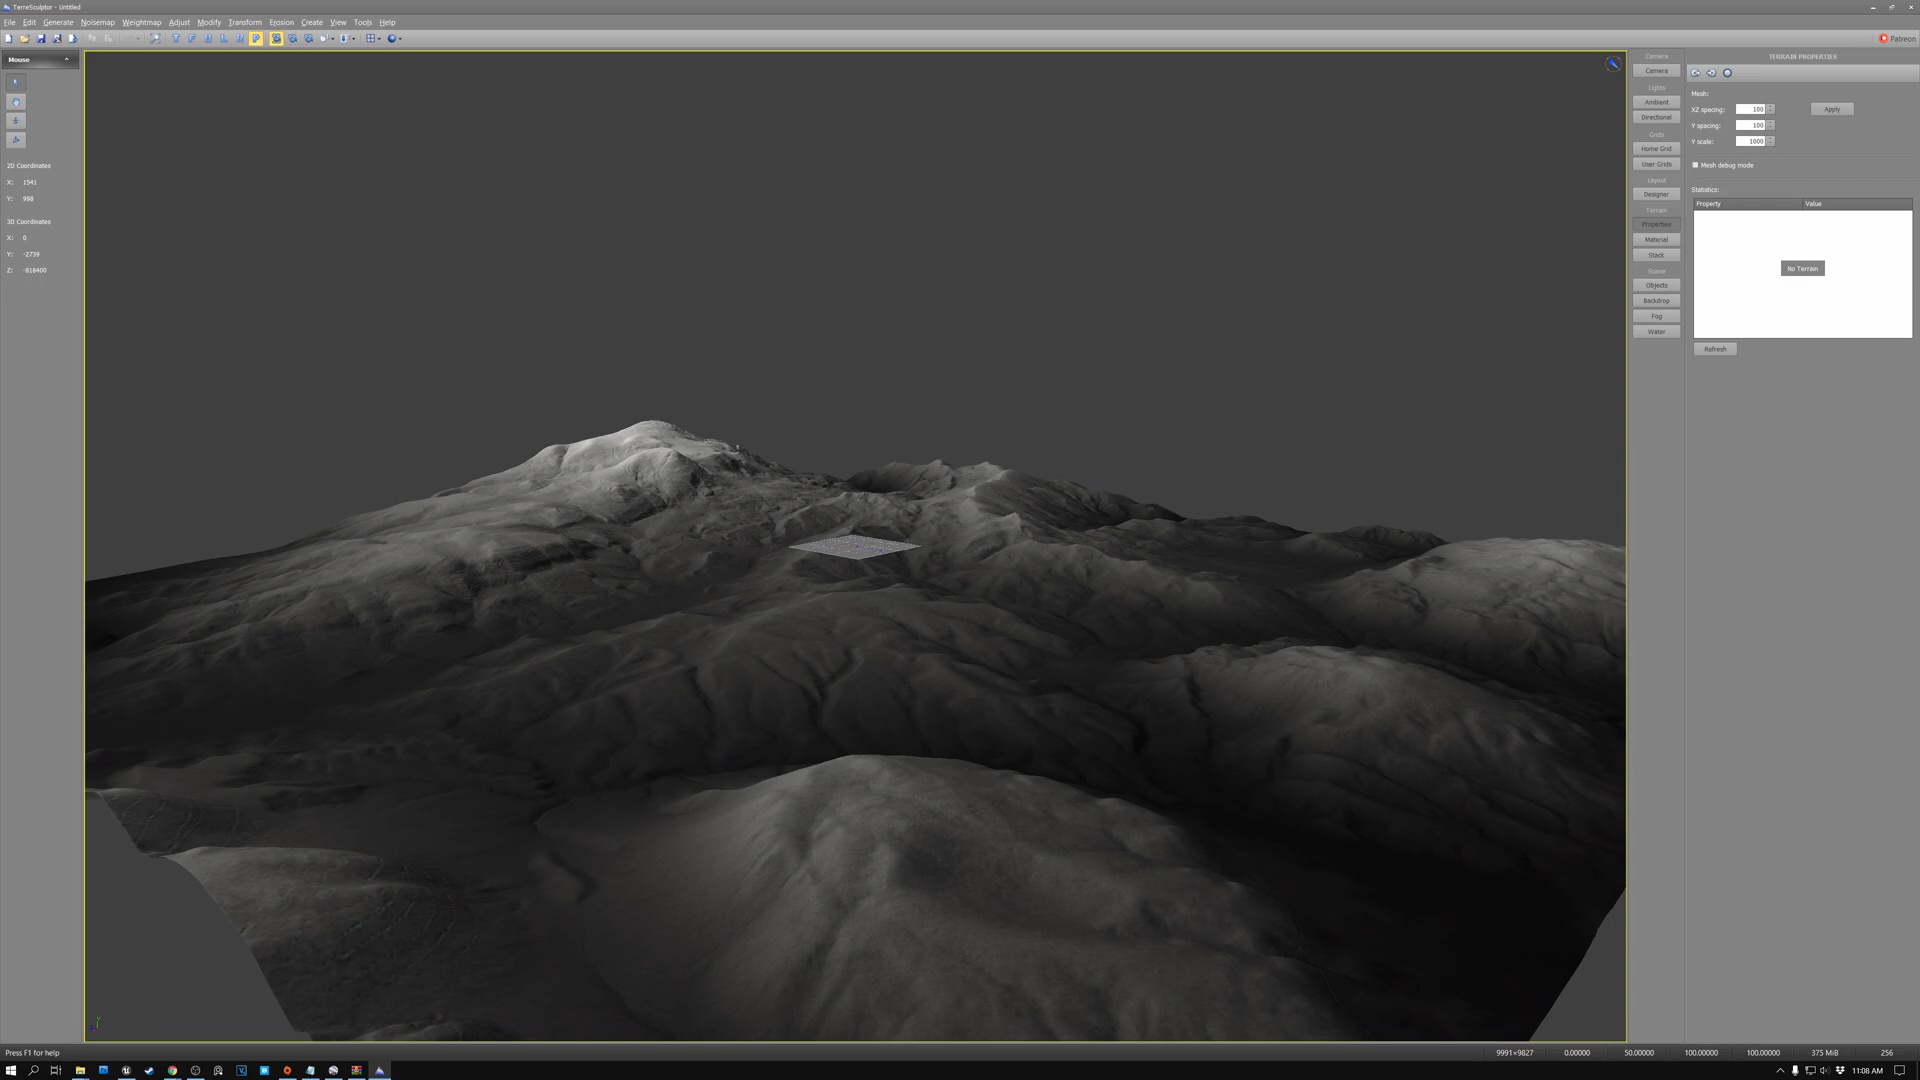 TerreSculptor - Untitled
File Edit Generate Noisemap Weightmap Adjust Modify Transform Erosion Create View Tools Help
T F B L R P
Patreon
Mouse
2D Coordinates
X: 1541
Y: 998
3D Coordinates
X: 0
Y: -2739
Z: -818400
Camera
Camera
Lights
Ambient
Directional
Grids
Home Grid
User Grids
Layout
Designer
Terrain
Properties
Material
Stack
Scene
Objects
Backdrop
Fog
Water
TERRAIN PROPERTIES
Mesh:
XZ spacing: 100 Apply
Y spacing: 100
Y scale: 1000
Mesh debug mode
Statistics:
Property Value
No Terrain
Refresh
Press F1 for help
9991×9827 0.00000 50.00000 100.00000 100.00000 375 MiB 256
11:08 AM